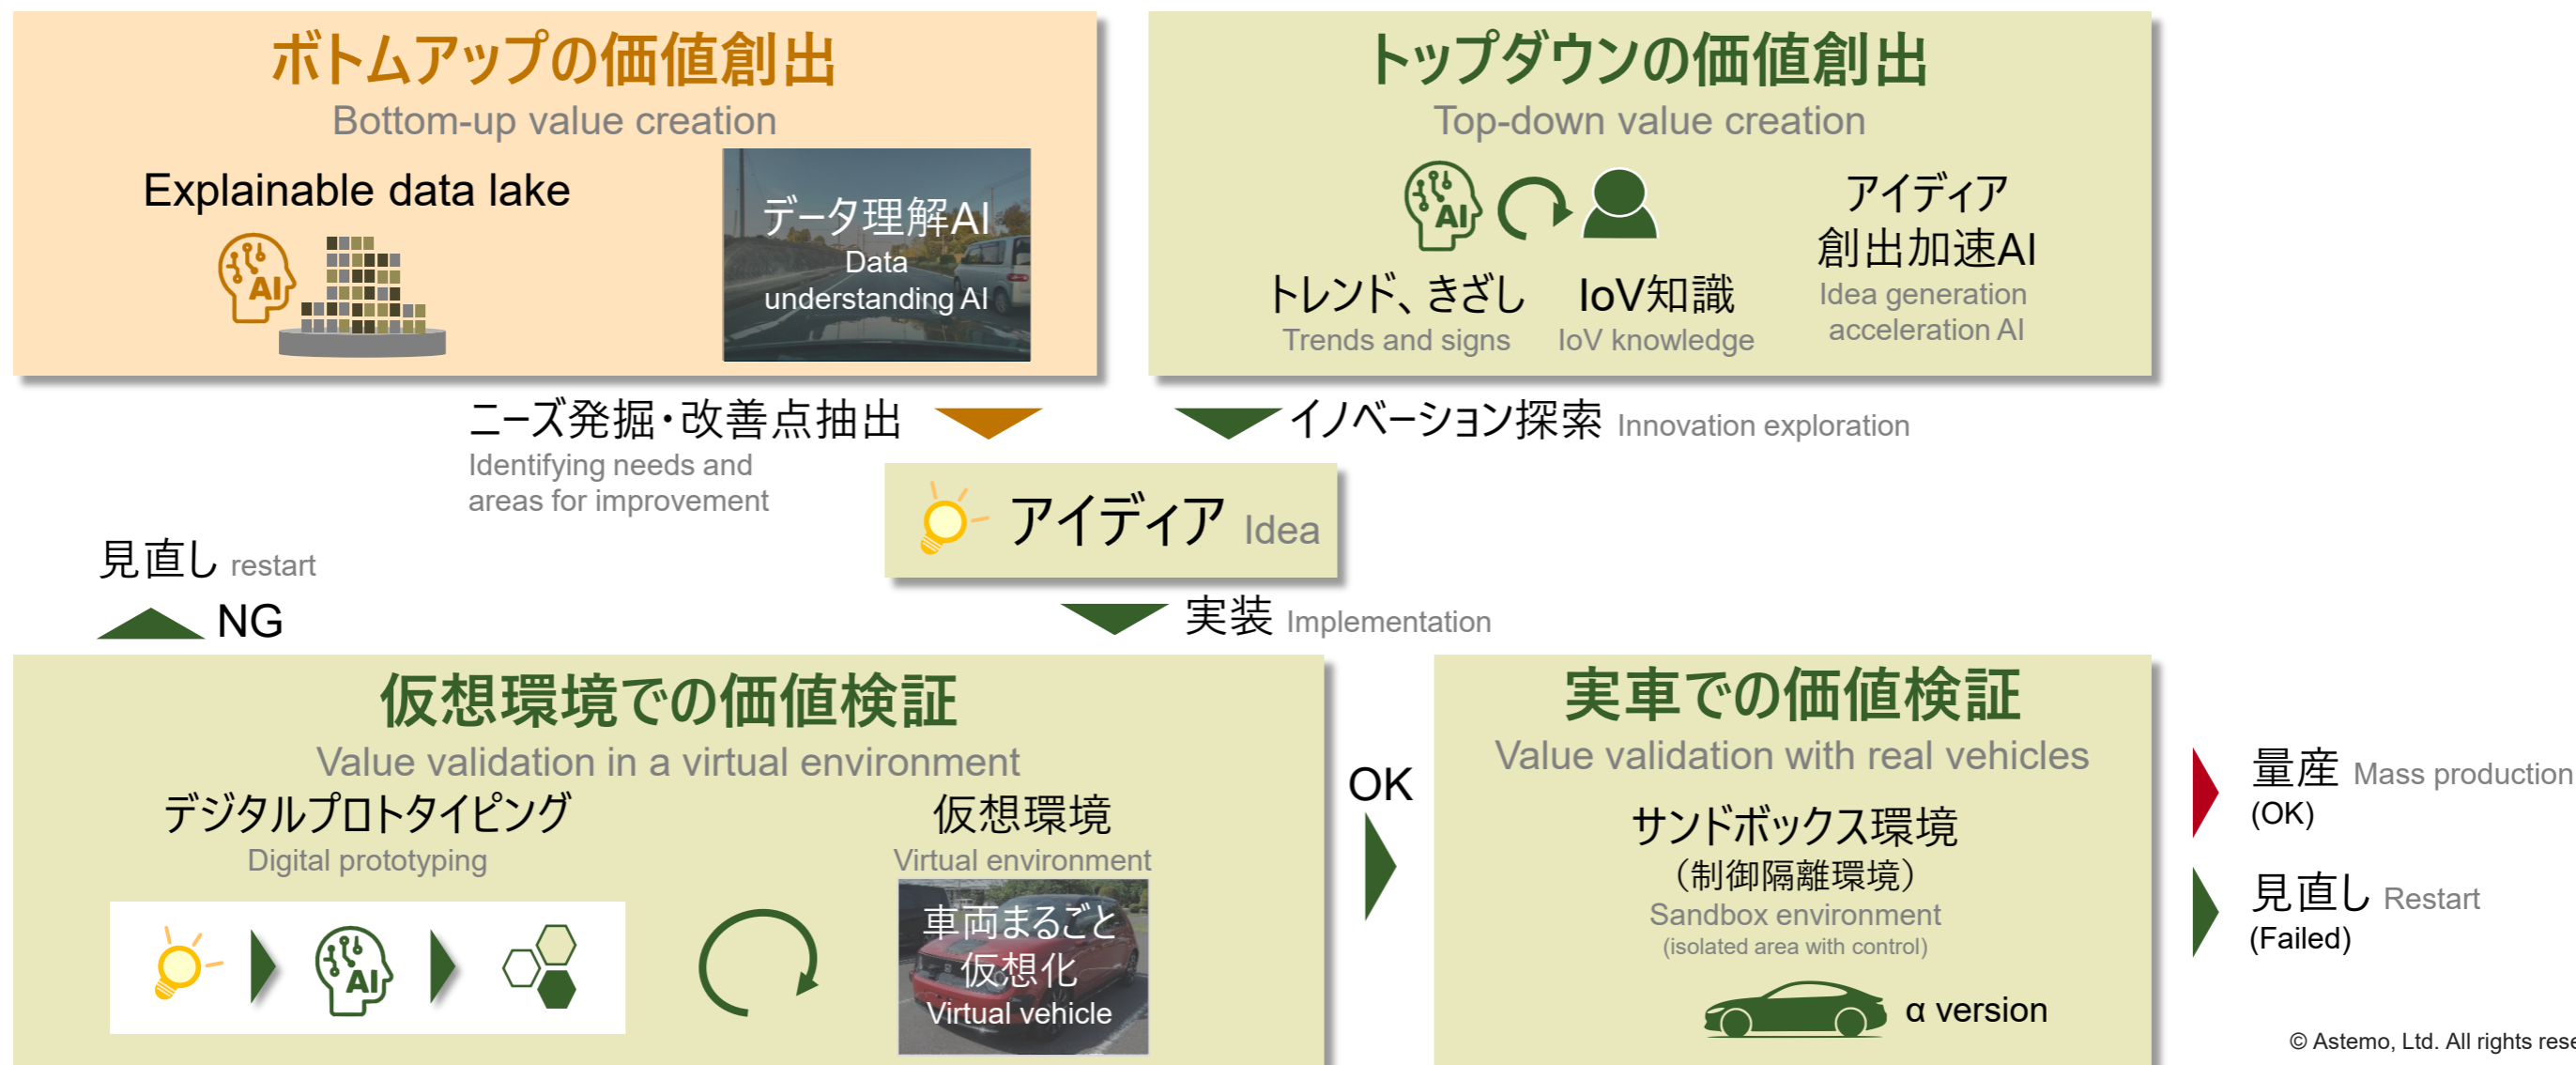 ボトムアップの価値創出
Bottom-up value creation
Explainable data lake
AI
データ理解AI
Data
understanding AI
トップダウンの価値創出
Top-down value creation
AI
トレンド、きざし
Trends and signs
IoV知識
IoV knowledge
アイディア
創出加速AI
Idea generation
acceleration AI
ニーズ発掘・改善点抽出
Identifying needs and
areas for improvement
イノベーション探索 Innovation exploration
アイディア Idea
見直し restart
NG
実装 Implementation
仮想環境での価値検証
Value validation in a virtual environment
デジタルプロトタイピング
Digital prototyping
AI
仮想環境
Virtual environment
車両まるごと
仮想化
Virtual vehicle
OK
実車での価値検証
Value validation with real vehicles
サンドボックス環境
（制御隔離環境）
Sandbox environment
(isolated area with control)
α version
量産 Mass production
(OK)
見直し Restart
(Failed)
© Astemo, Ltd. All rights rese